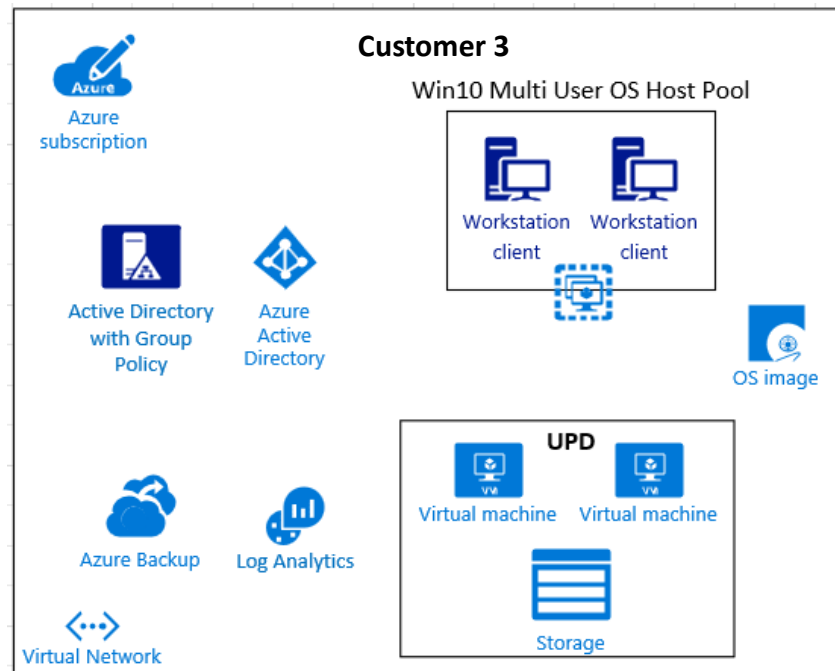 Customer 3
Azure
Azure
subscription
Win10 Multi User OS Host Pool
Workstation
client
Workstation
client
Active Directory
with Group
Policy
Azure
Active
Directory
OS image
UPD
VM
Virtual machine
VM
Virtual machine
Azure Backup
Log Analytics
Storage
Virtual Network